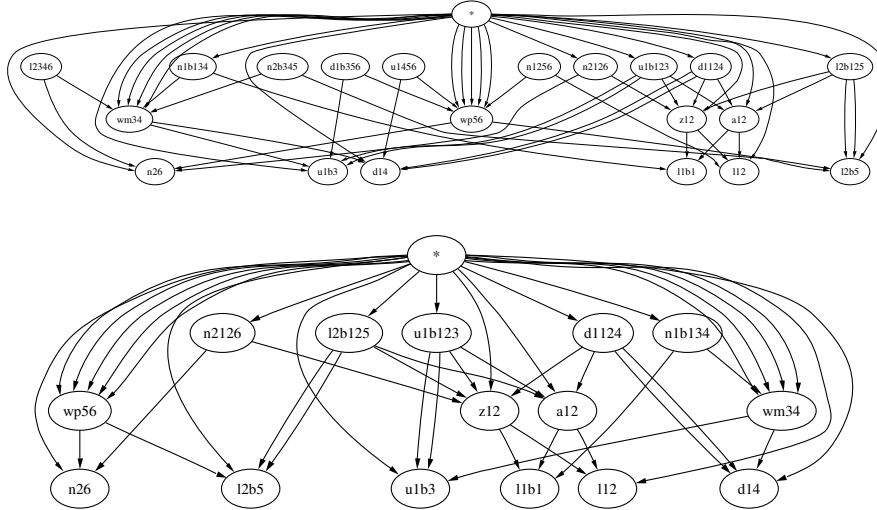 *
l2346 n1b134 n2b345 d1b356 u1456 n1256 n2126 u1b123 d1124 l2b125
wm34 wp56 z12 a12
n26 u1b3 d14 l1b1 l12 l2b5
*
n2126 l2b125 u1b123 d1124 n1b134
wp56 z12 a12 wm34
n26 l2b5 u1b3 l1b1 l12 d14